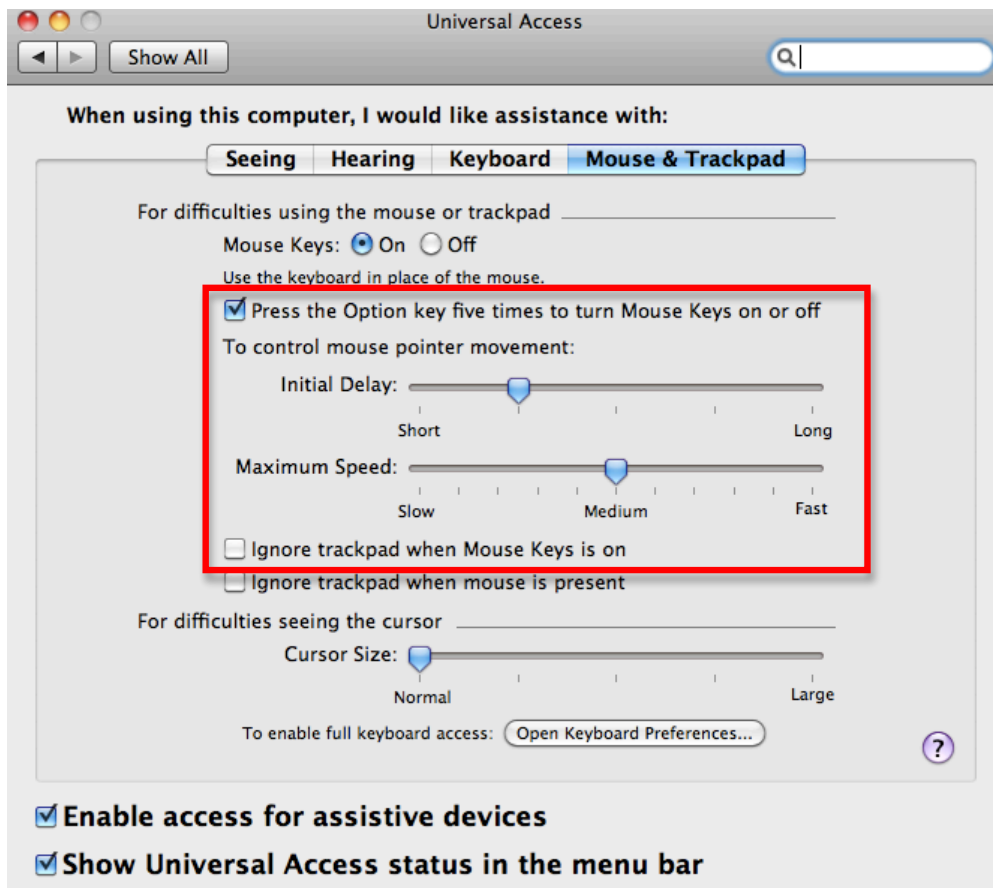 Universal Access
Show All
When using this computer, I would like assistance with:
Seeing Hearing Keyboard Mouse & Trackpad
For difficulties using the mouse or trackpad
Mouse Keys: On Off
Use the keyboard in place of the mouse.
Press the Option key five times to turn Mouse Keys on or off
To control mouse pointer movement:
Initial Delay:
Short Long
Maximum Speed:
Slow Medium Fast
Ignore trackpad when Mouse Keys is on
Ignore trackpad when mouse is present
For difficulties seeing the cursor
Cursor Size:
Normal Large
To enable full keyboard access: Open Keyboard Preferences...
?
Enable access for assistive devices
Show Universal Access status in the menu bar